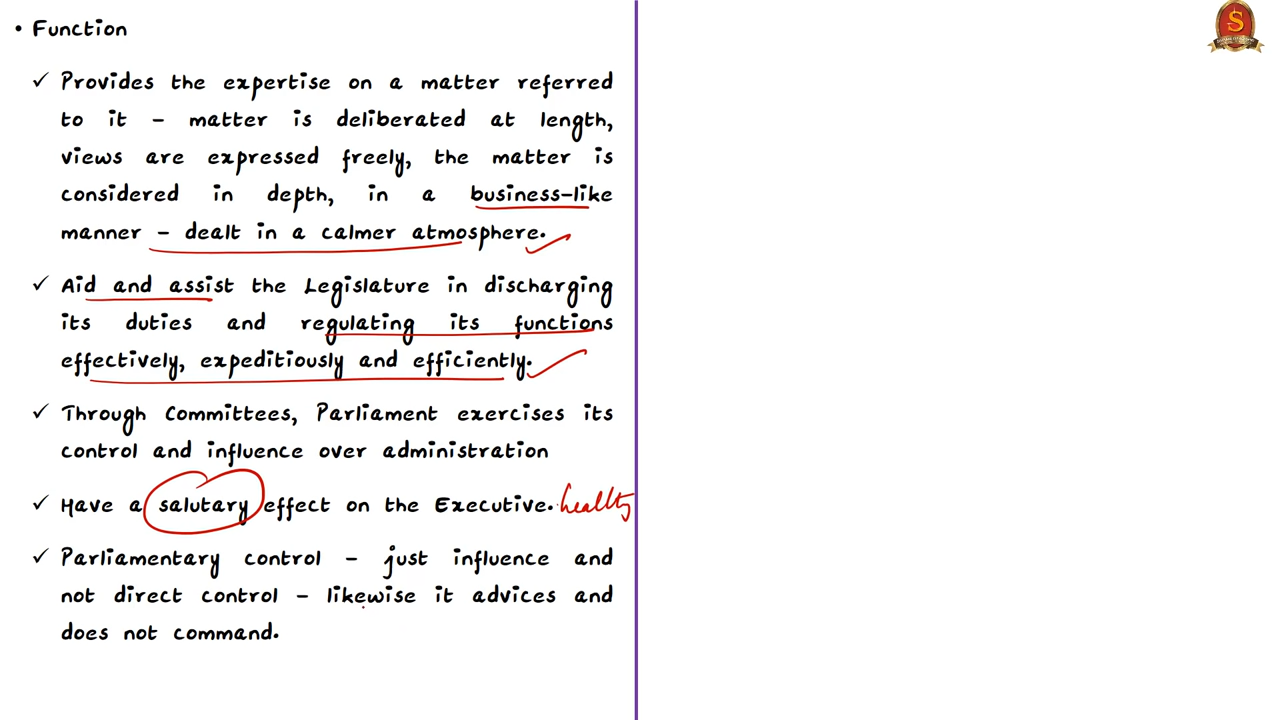 • Function
✓ Provides the expertise on a matter referred
to it – matter is deliberated at length,
views are expressed freely, the matter is
considered in depth, in a business-like
manner – dealt in a calmer atmosphere.
✓ Aid and assist the Legislature in discharging
its duties and regulating its functions
effectively, expeditiously and efficiently.
✓ Through Committees, Parliament exercises its
control and influence over administration
✓ Have a salutary effect on the Executive. healthy
✓ Parliamentary control – just influence and
not direct control – likewise it advices and
does not command.
S